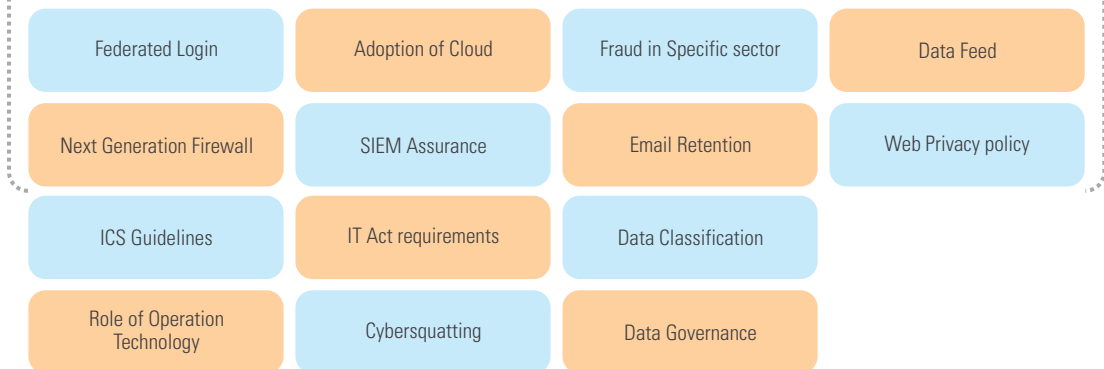 Federated Login
Adoption of Cloud
Fraud in Specific sector
Data Feed
Next Generation Firewall
SIEM Assurance
Email Retention
Web Privacy policy
ICS Guidelines
IT Act requirements
Data Classification
Role of Operation
Technology
Cybersquatting
Data Governance